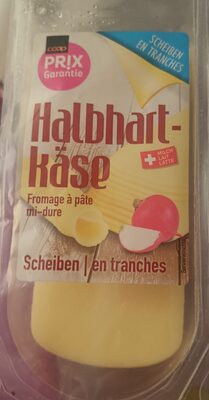 coop
PRIX
Garantie
SCHEIBEN
EN TRANCHES
Halbhart-
käse
MILCH
LAIT
LATTE
Fromage à pâte
mi-dure
Scheiben | en tranches